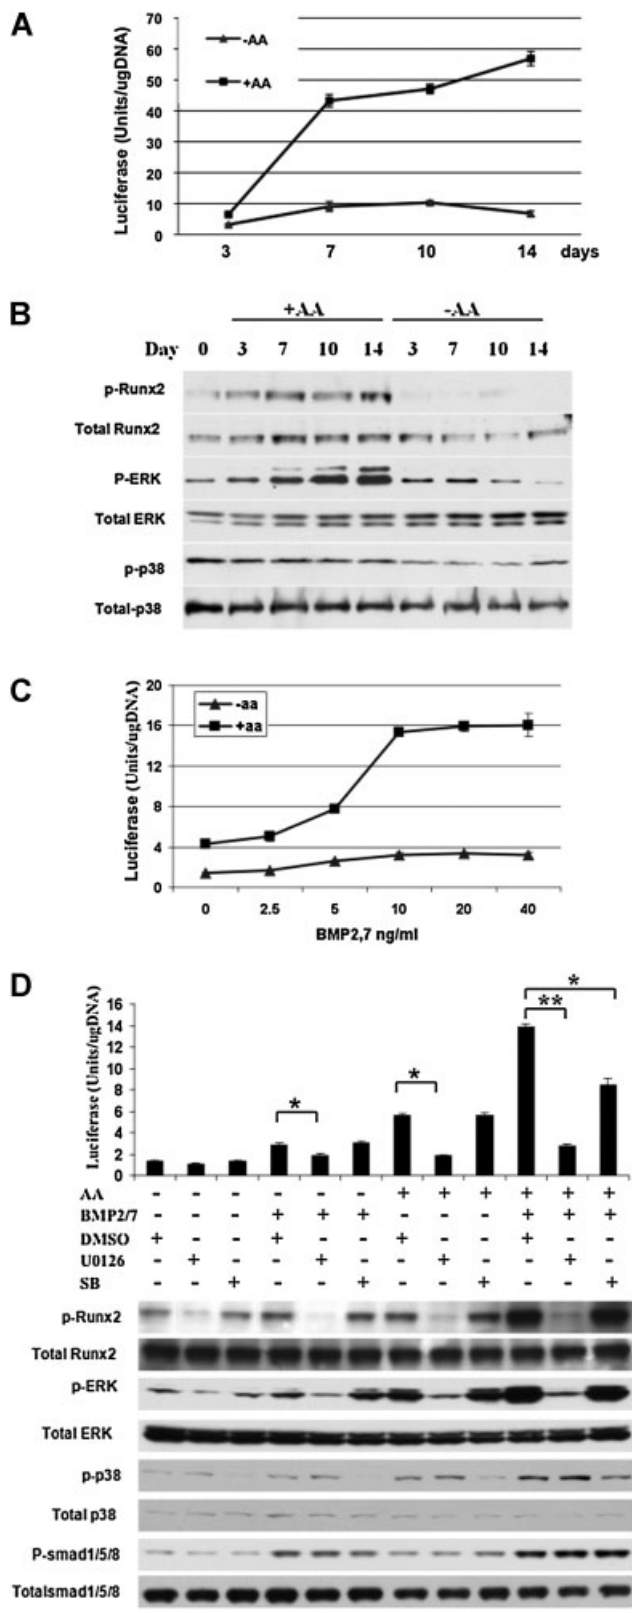 A
70
60
50
40
30
20
10
0
Luciferase (Units/ugDNA)
-AA
+AA
3 7 10 14 days
B
+AA -AA
Day 0 3 7 10 14 3 7 10 14
p-Runx2
Total Runx2
P-ERK
Total ERK
p-p38
Total-p38
C
20
16
12
8
4
0
Luciferase (Units/ugDNA)
-aa
+aa
0 2.5 5 10 20 40
BMP2,7 ng/ml
D
16
14
12
10
8
6
4
2
0
Luciferase (Units/ugDNA)
* * ** *
AA - - - - - - + + + + + +
BMP2/7 - - - + + + - - - + + +
DMSO + - - + - - + - - + - -
U0126 - + - - + - - + - - + -
SB - - + - - + - - + - - +
p-Runx2
Total Runx2
p-ERK
Total ERK
p-p38
Total p38
P-smad1/5/8
Totalsmad1/5/8